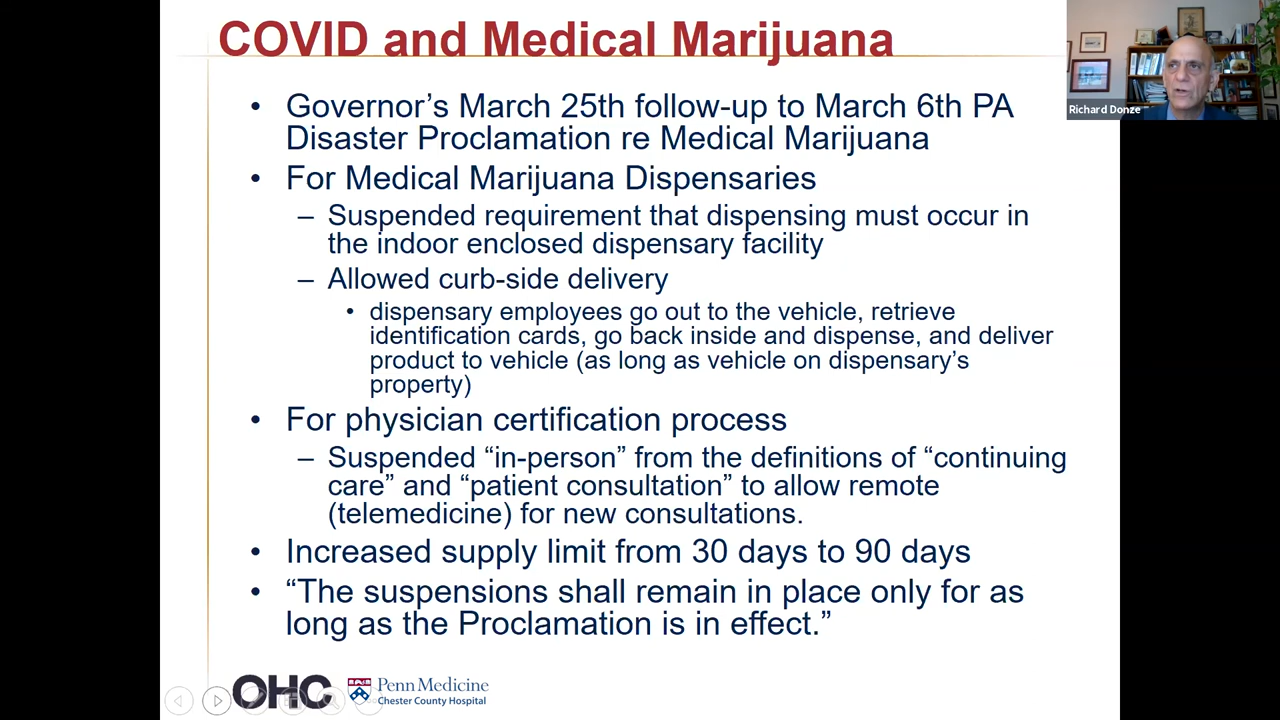 COVID and Medical Marijuana
Richard Donze
• Governor’s March 25th follow-up to March 6th PA
Disaster Proclamation re Medical Marijuana
• For Medical Marijuana Dispensaries
– Suspended requirement that dispensing must occur in
the indoor enclosed dispensary facility
– Allowed curb-side delivery
• dispensary employees go out to the vehicle, retrieve
identification cards, go back inside and dispense, and deliver
product to vehicle (as long as vehicle on dispensary’s
property)
• For physician certification process
– Suspended “in-person” from the definitions of “continuing
care” and “patient consultation” to allow remote
(telemedicine) for new consultations.
• Increased supply limit from 30 days to 90 days
• “The suspensions shall remain in place only for as
long as the Proclamation is in effect.”
OHC
Penn Medicine
Chester County Hospital